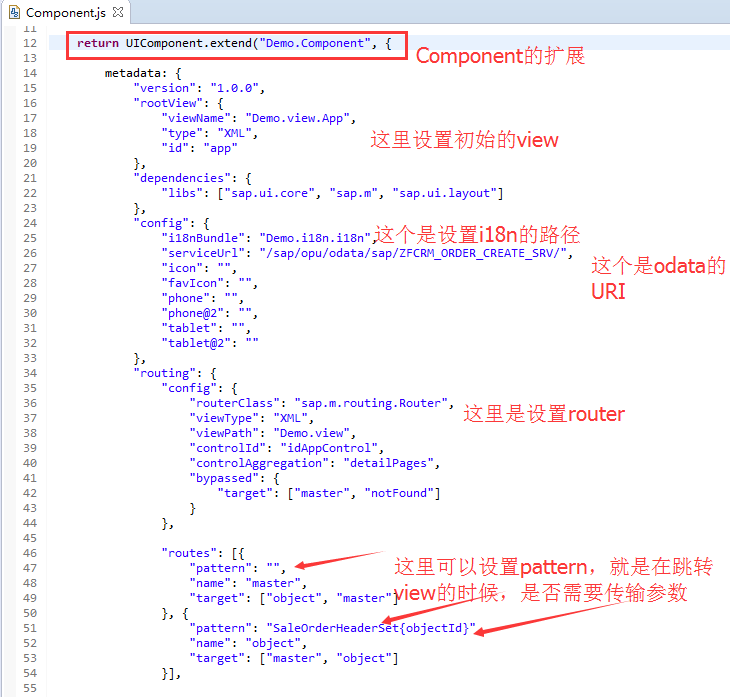 Component.js
11
12 return UIComponent.extend("Demo.Component", {
Component的扩展
13
14 metadata: {
15 "version": "1.0.0",
16 "rootView": {
17 "viewName": "Demo.view.App",
18 "type": "XML",
这里设置初始的view
19 "id": "app"
20 },
21 "dependencies": {
22 "libs": ["sap.ui.core", "sap.m", "sap.ui.layout"]
23 },
24 "config": {
25 "i18nBundle": "Demo.i18n.i18n",
这个是设置i18n的路径
26 "serviceUrl": "/sap/opu/odata/sap/ZFCRM_ORDER_CREATE_SRV/",
这个是odata的
URI
27 "icon": "",
28 "favIcon": "",
29 "phone": "",
30 "phone@2": "",
31 "tablet": "",
32 "tablet@2": ""
33 },
34 "routing": {
35 "config": {
36 "routerClass": "sap.m.routing.Router",
这里是设置router
37 "viewType": "XML",
38 "viewPath": "Demo.view",
39 "controlId": "idAppControl",
40 "controlAggregation": "detailPages",
41 "bypassed": {
42 "target": ["master", "notFound"]
43 }
44 },
45
46 "routes": [{
47 "pattern": "",
这里可以设置pattern，就是在跳转
view的时候，是否需要传输参数
48 "name": "master",
49 "target": ["object", "master"]
50 }, {
51 "pattern": "SaleOrderHeaderSet{objectId}",
52 "name": "object",
53 "target": ["master", "object"]
54 }],
55